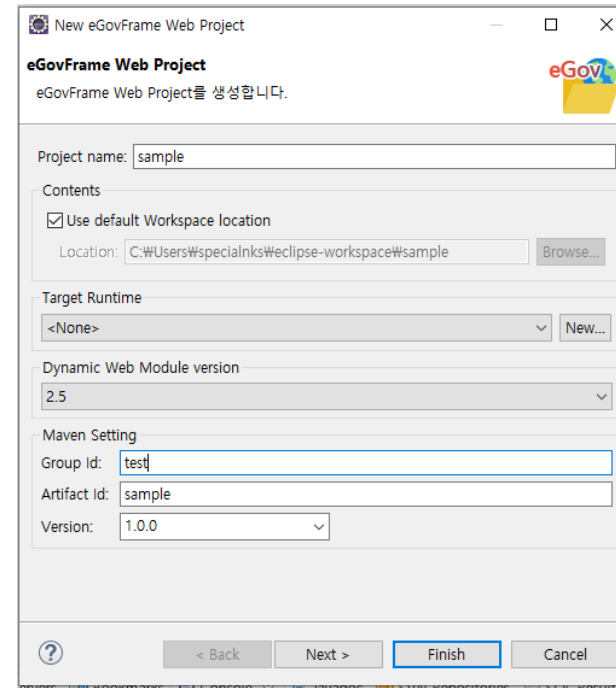 New eGovFrame Web Project
eGovFrame Web Project
eGovFrame Web Project를 생성합니다.
eGov
Project name: sample
Contents
Use default Workspace location
Location: C:₩Users₩specialnks₩eclipse-workspace₩sample Browse...
Target Runtime
<None> New...
Dynamic Web Module version
2.5
Maven Setting
Group Id: test
Artifact Id: sample
Version: 1.0.0
? < Back Next > Finish Cancel